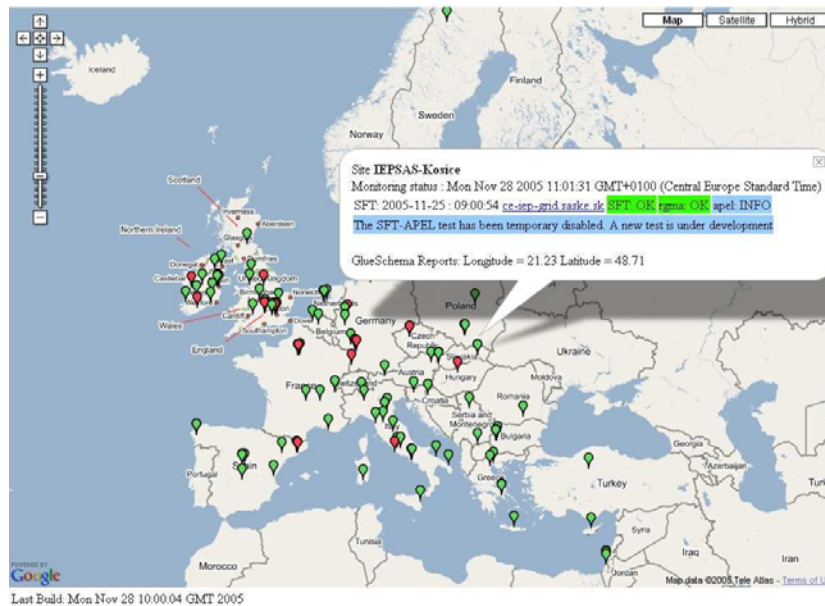 Map Satellite Hybrid
Iceland
Finland
Sweden
Norway
Site IEPSAS-Kosice
Monitoring status : Mon Nov 28 2005 11:01:31 GMT+0100 (Central Europe Standard Time)
SFT: 2005-11-25 : 09:00:54 ce-iep-grid.saske.sk SFT: OK rgma: OK apel: INFO
The SFT-APEL test has been temporary disabled. A new test is under development
GlueSchema Reports: Longitude = 21.23 Latitude = 48.71
Scotland
Inverness
Aberdeen
Northern Ireland
Donegal
Wales
Cardiff
Southampton
England
Belgium
Germany
Poland
Czech
Republic
Slovakia
Ukraine
Austria
Hungary
Moldova
France
Croatia
Romania
Serbia and
Montenegro
Bulgaria
Italy
Georgia
Azerbaijan
Portugal
Spain
Greece
Turkey
Syria
Tunisia
Morocco
Iraq
Iran
Jordan
POWERED BY
Google
Map data ©2005 Tele Atlas - Terms of U
Last Build: Mon Nov 28 10:00:04 GMT 2005